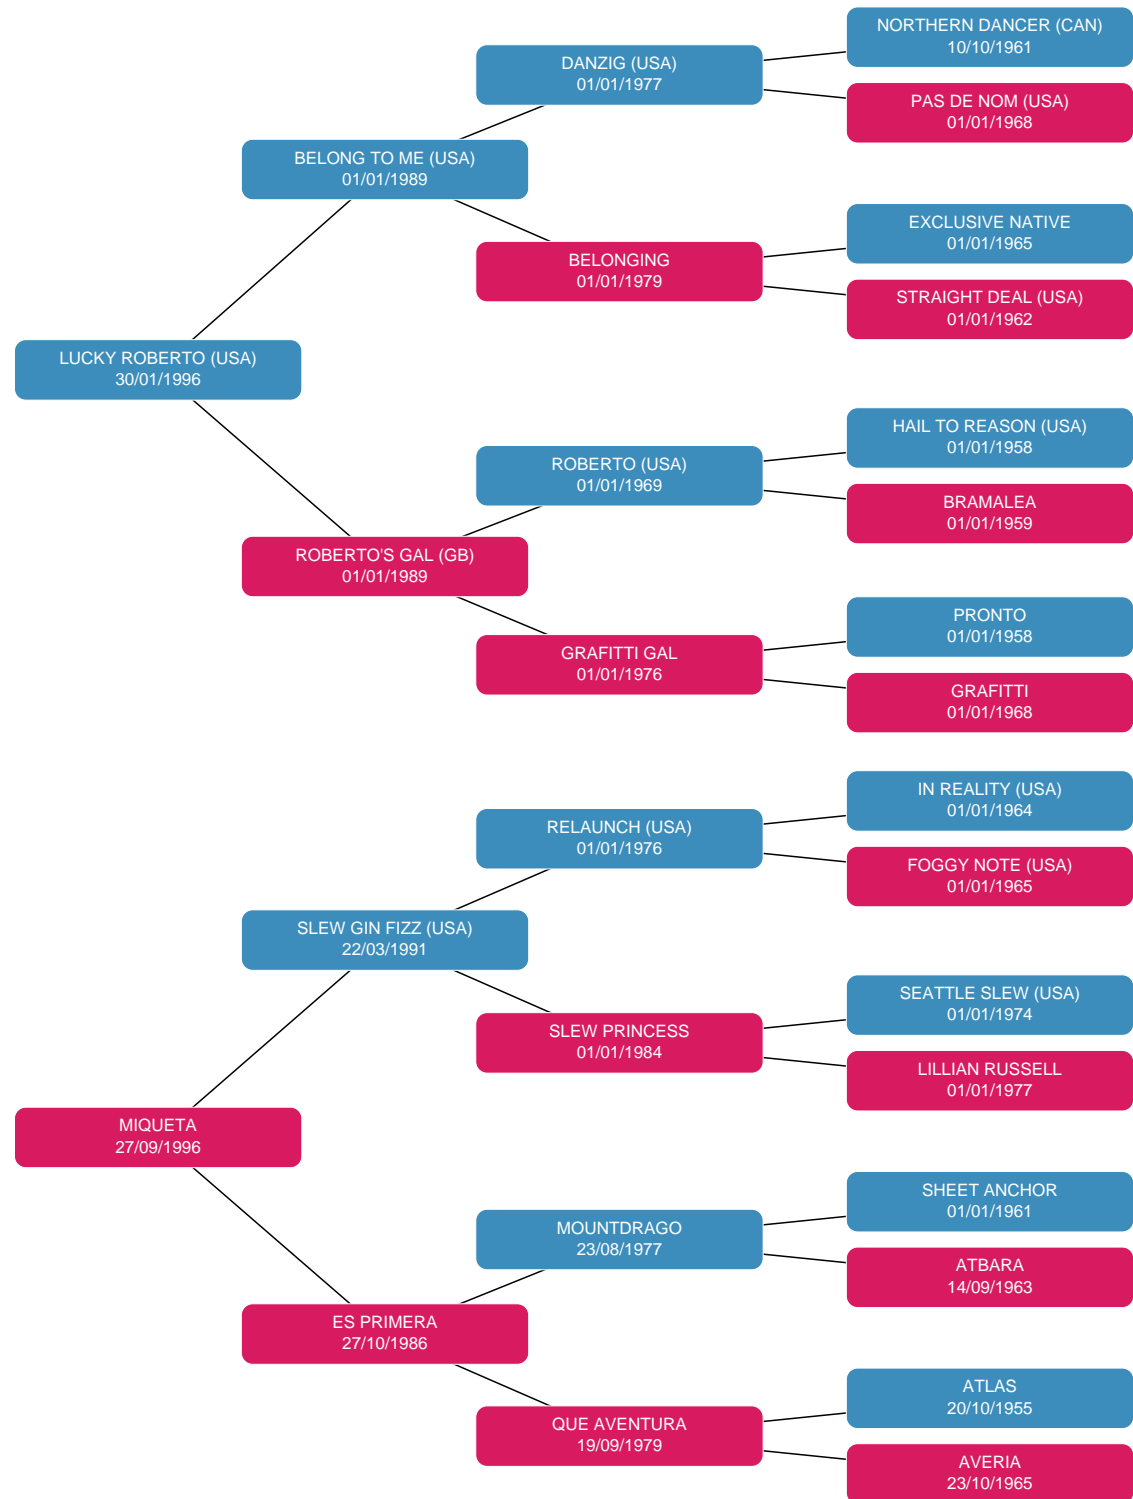 NORTHERN DANCER (CAN)
10/10/1961
DANZIG (USA)
01/01/1977
PAS DE NOM (USA)
01/01/1968
BELONG TO ME (USA)
01/01/1989
EXCLUSIVE NATIVE
01/01/1965
BELONGING
01/01/1979
STRAIGHT DEAL (USA)
01/01/1962
LUCKY ROBERTO (USA)
30/01/1996
HAIL TO REASON (USA)
01/01/1958
ROBERTO (USA)
01/01/1969
BRAMALEA
01/01/1959
ROBERTO'S GAL (GB)
01/01/1989
PRONTO
01/01/1958
GRAFITTI GAL
01/01/1976
GRAFITTI
01/01/1968
IN REALITY (USA)
01/01/1964
RELAUNCH (USA)
01/01/1976
FOGGY NOTE (USA)
01/01/1965
SLEW GIN FIZZ (USA)
22/03/1991
SEATTLE SLEW (USA)
01/01/1974
SLEW PRINCESS
01/01/1984
LILLIAN RUSSELL
01/01/1977
MIQUETA
27/09/1996
SHEET ANCHOR
01/01/1961
MOUNTDRAGO
23/08/1977
ATBARA
14/09/1963
ES PRIMERA
27/10/1986
ATLAS
20/10/1955
QUE AVENTURA
19/09/1979
AVERIA
23/10/1965